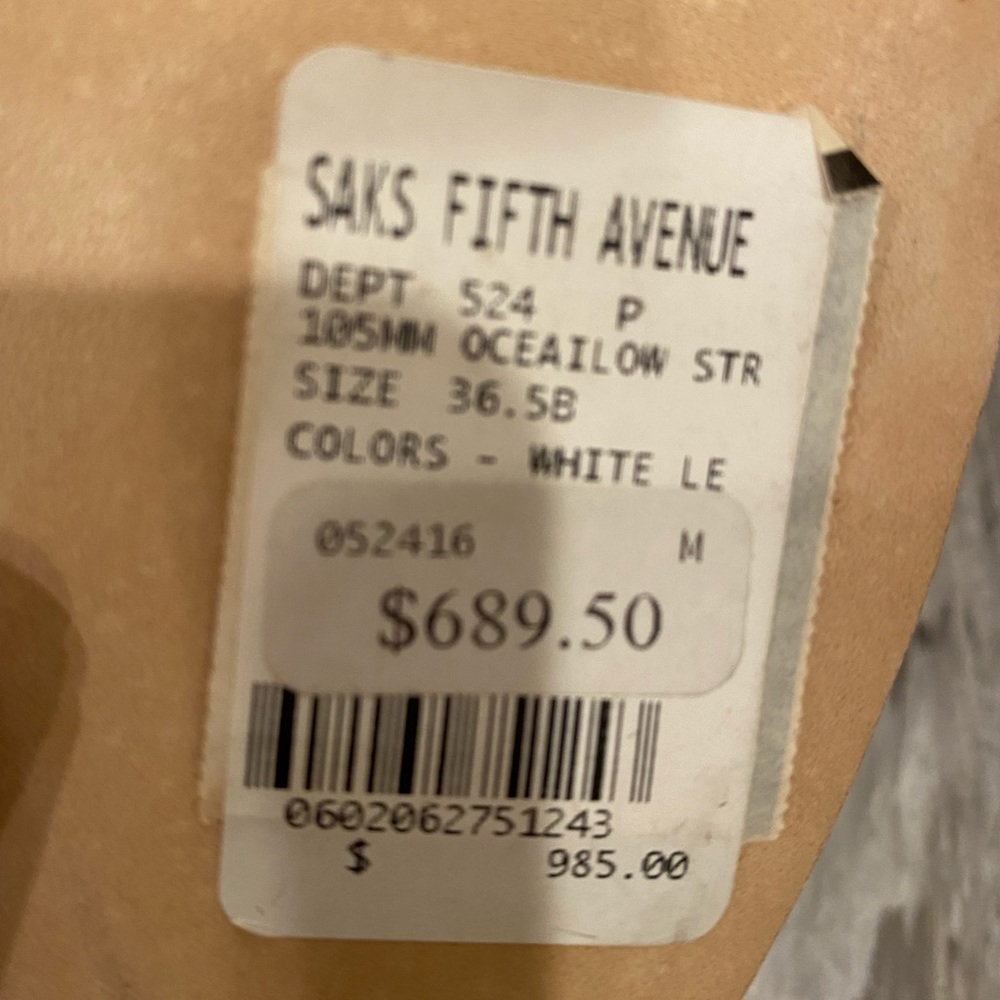 SAKS FIFTH AVENUE
DEPT 524 P
105MM OCEAILOW STR
SIZE 36.5B
COLORS - WHITE LE
052416 M
$689.50
0602062751243
$ 985.00